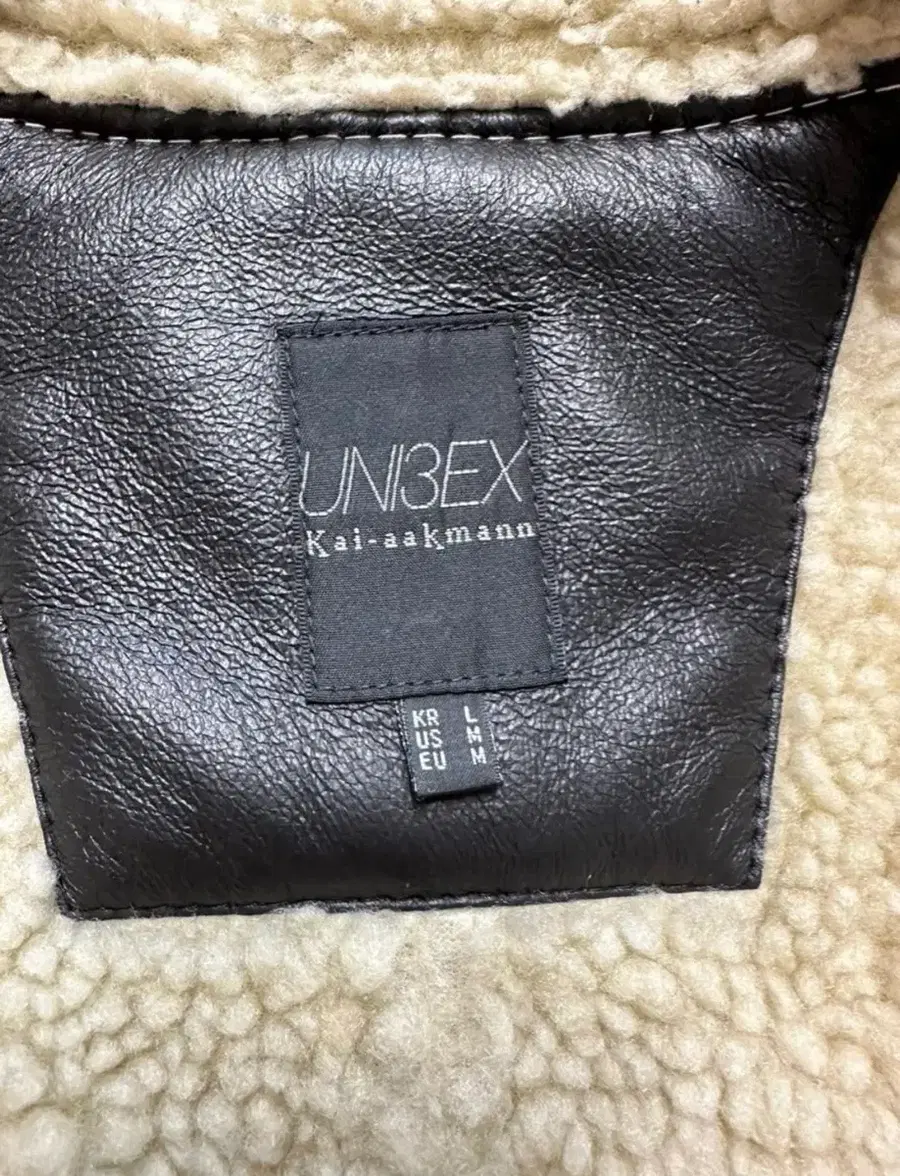 UNI3EX
Kai-aakmann
KR L
US M
EU M